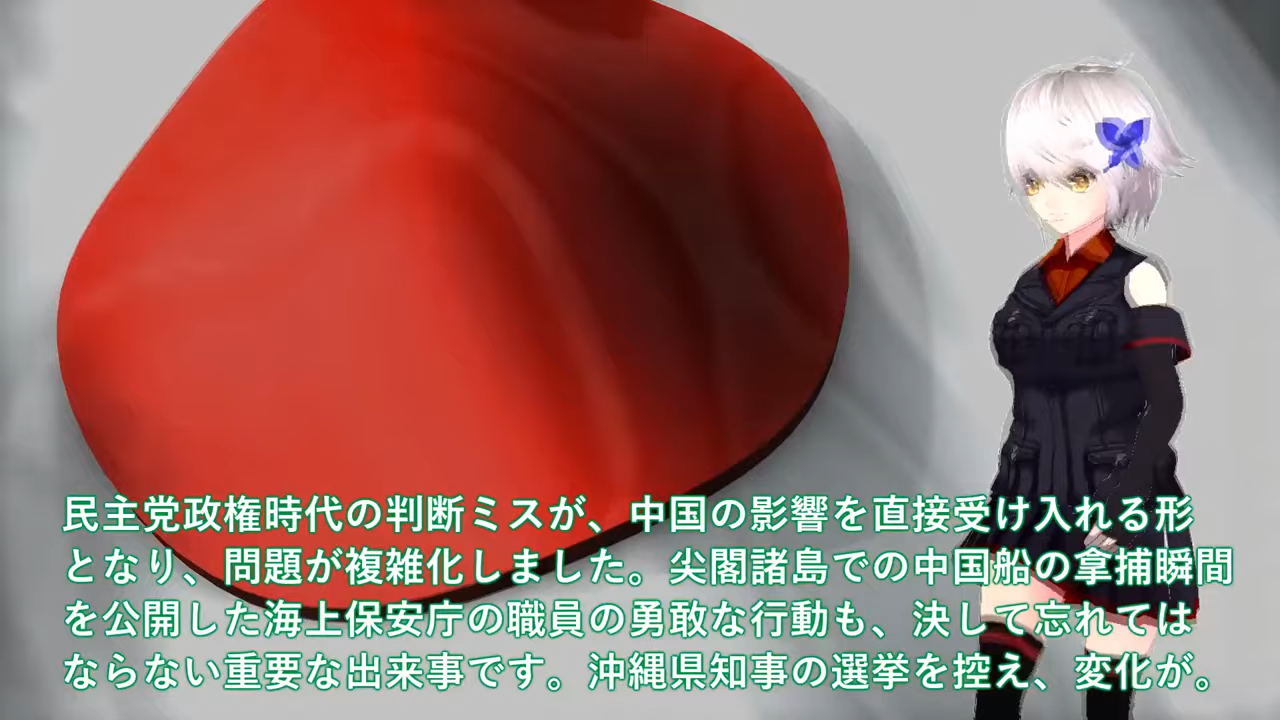 民主党政権時代の判断ミスが、中国の影響を直接受け入れる形
となり、問題が複雑化しました。尖閣諸島での中国船の拿捕瞬間
を公開した海上保安庁の職員の勇敢な行動も、決して忘れては
ならない重要な出来事です。沖縄県知事の選挙を控え、変化が。